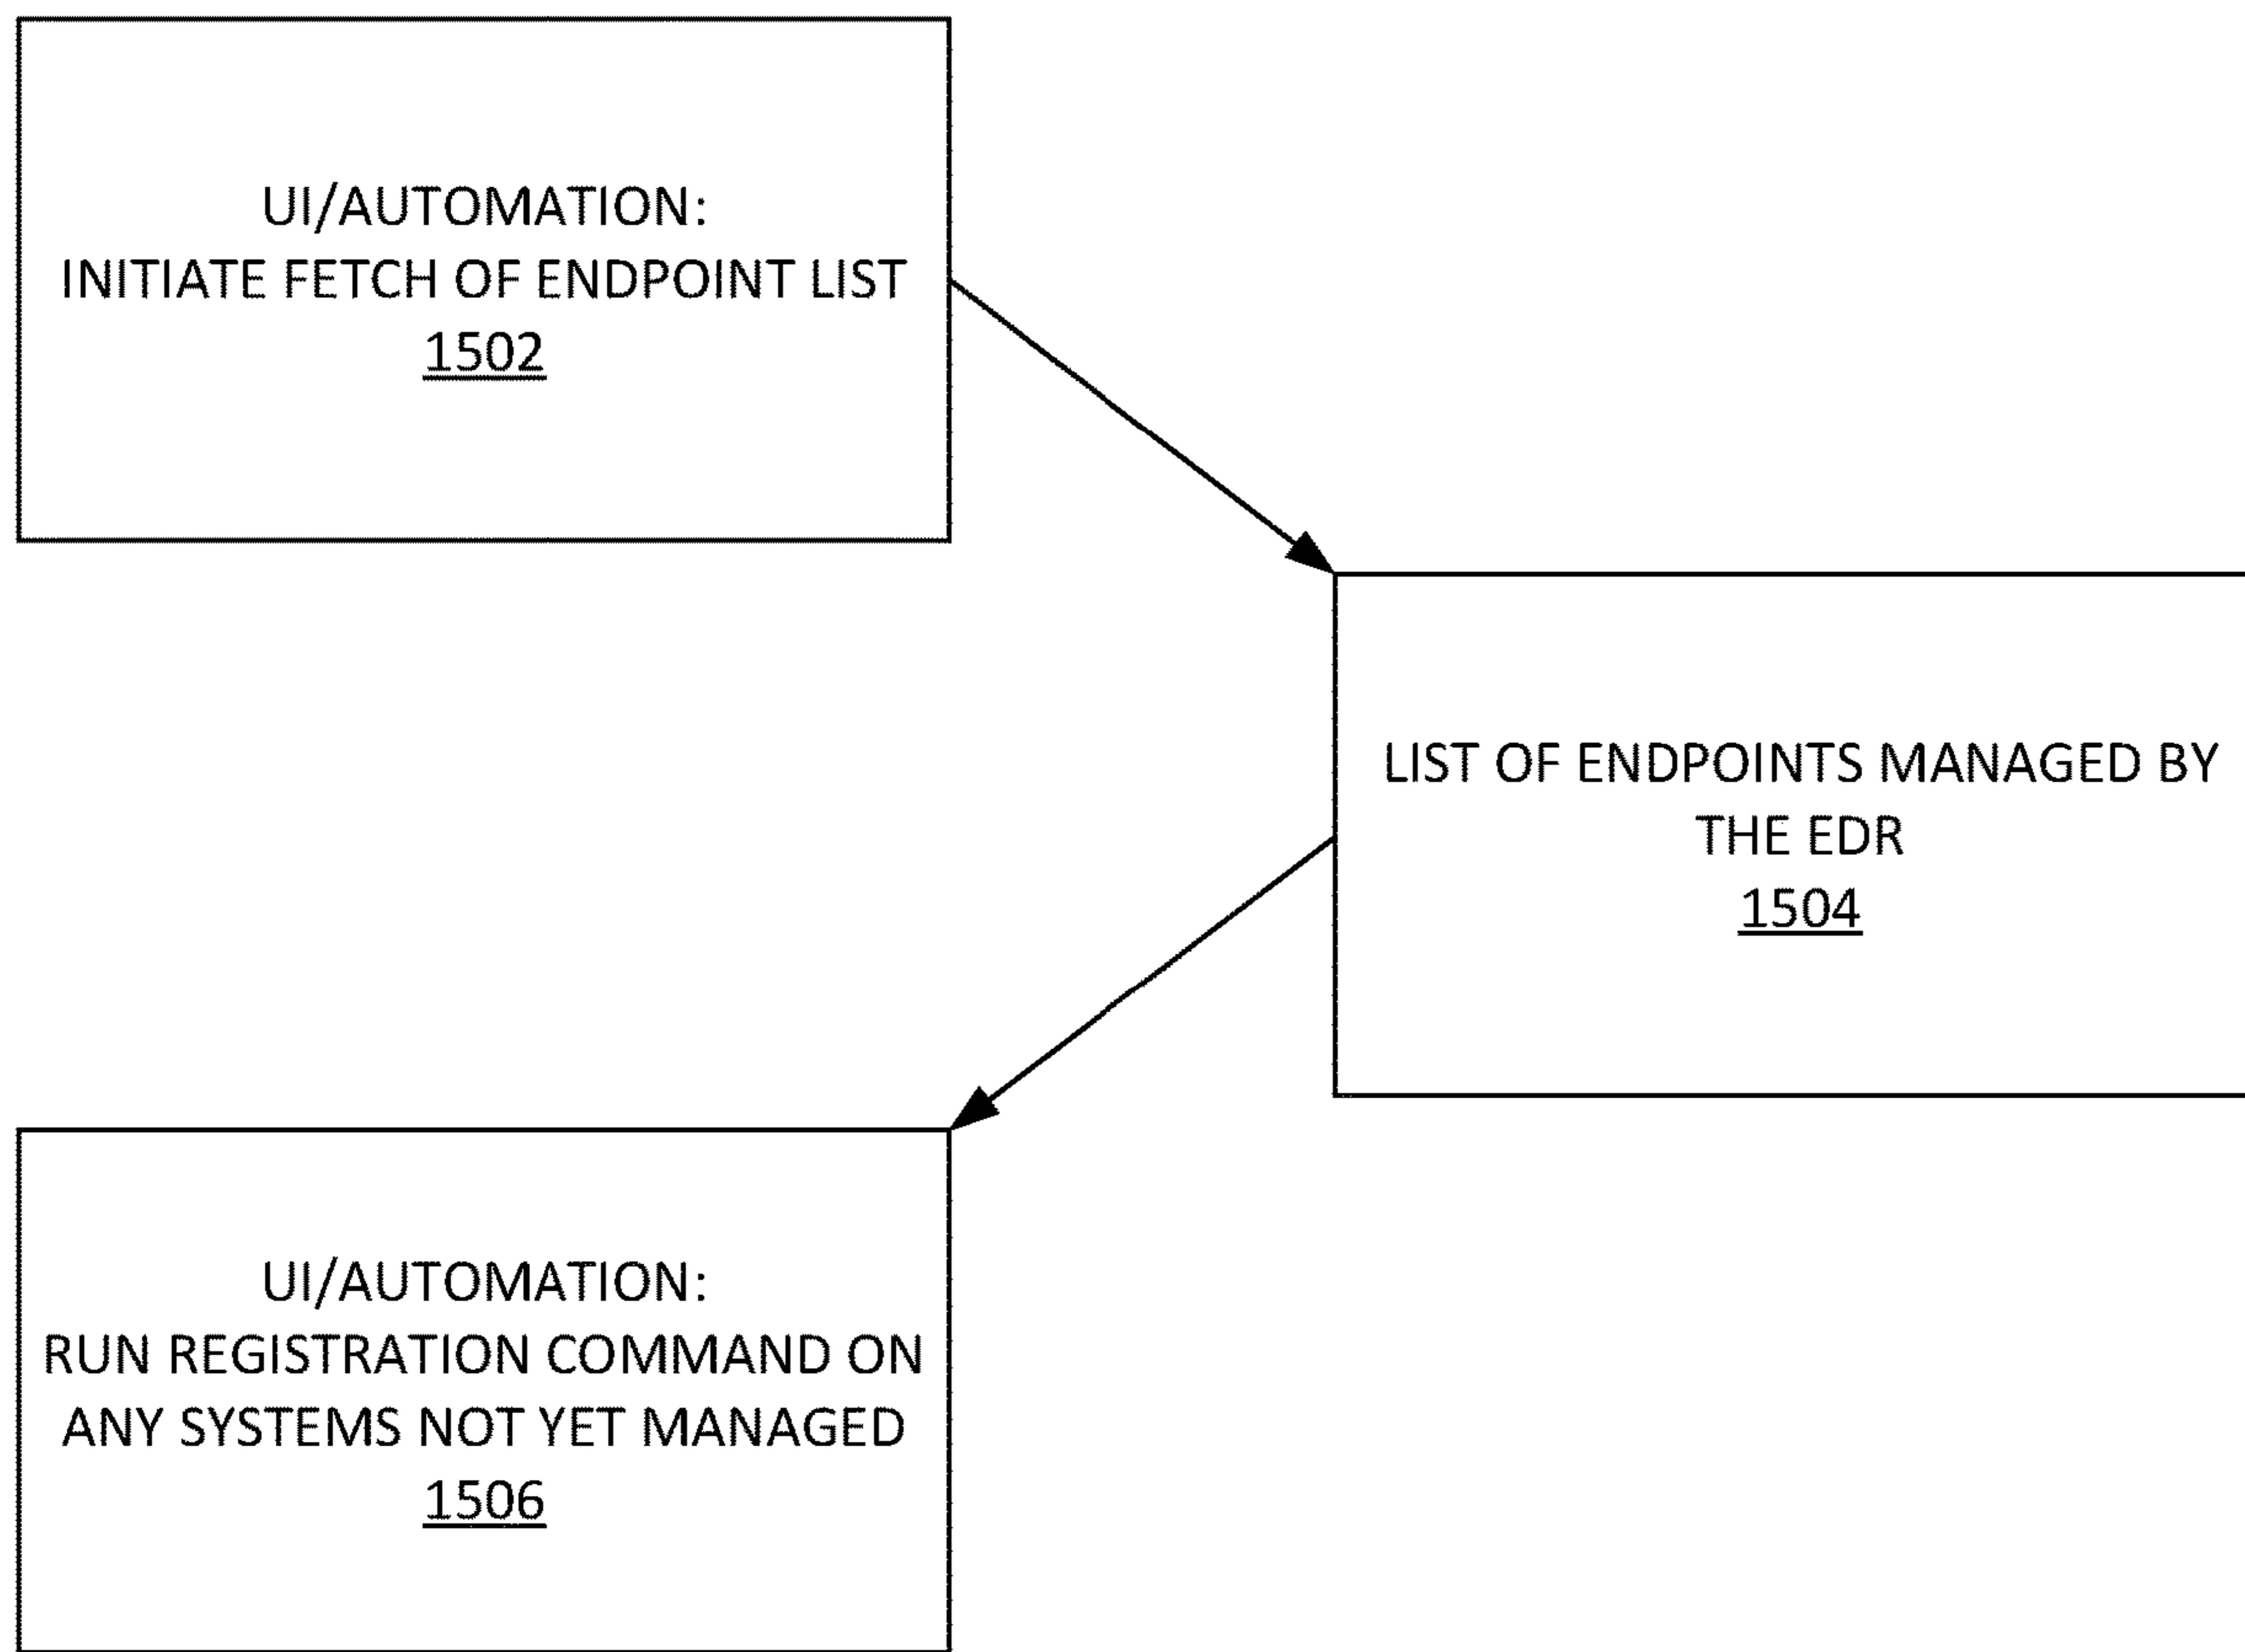 UI/AUTOMATION:
INITIATE FETCH OF ENDPOINT LIST
1502
LIST OF ENDPOINTS MANAGED BY
THE EDR
1504
UI/AUTOMATION:
RUN REGISTRATION COMMAND ON
ANY SYSTEMS NOT YET MANAGED
1506